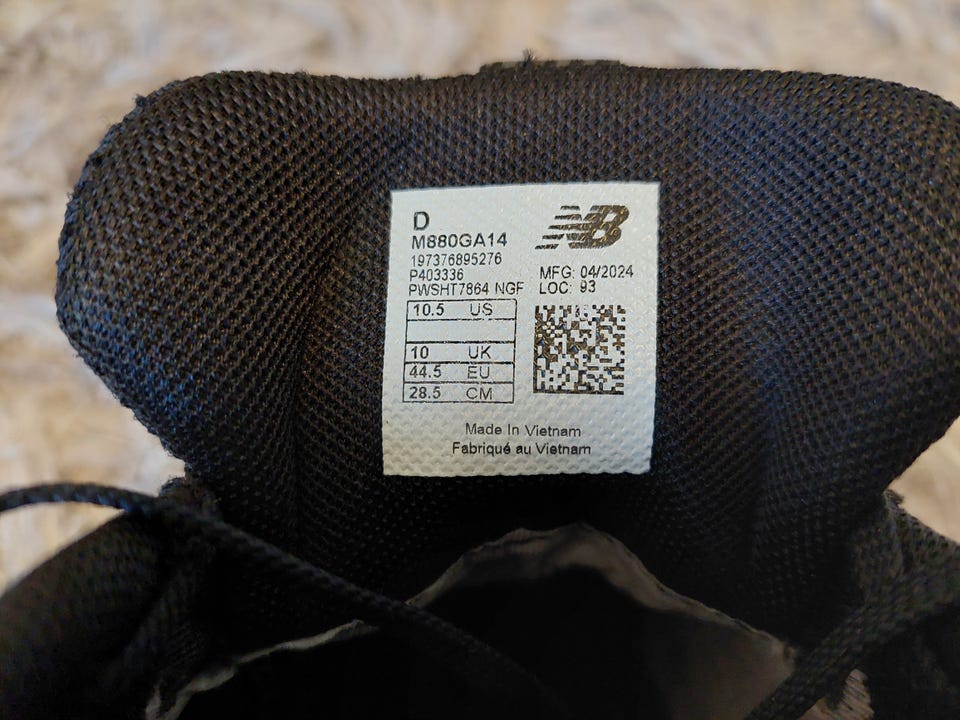 D
M880GA14
197376895276
P403336
PWSHT7864 NGF
NB
MFG: 04/2024
LOC: 93
10.5 US
10 UK
44.5 EU
28.5 CM
Made In Vietnam
Fabriqué au Vietnam